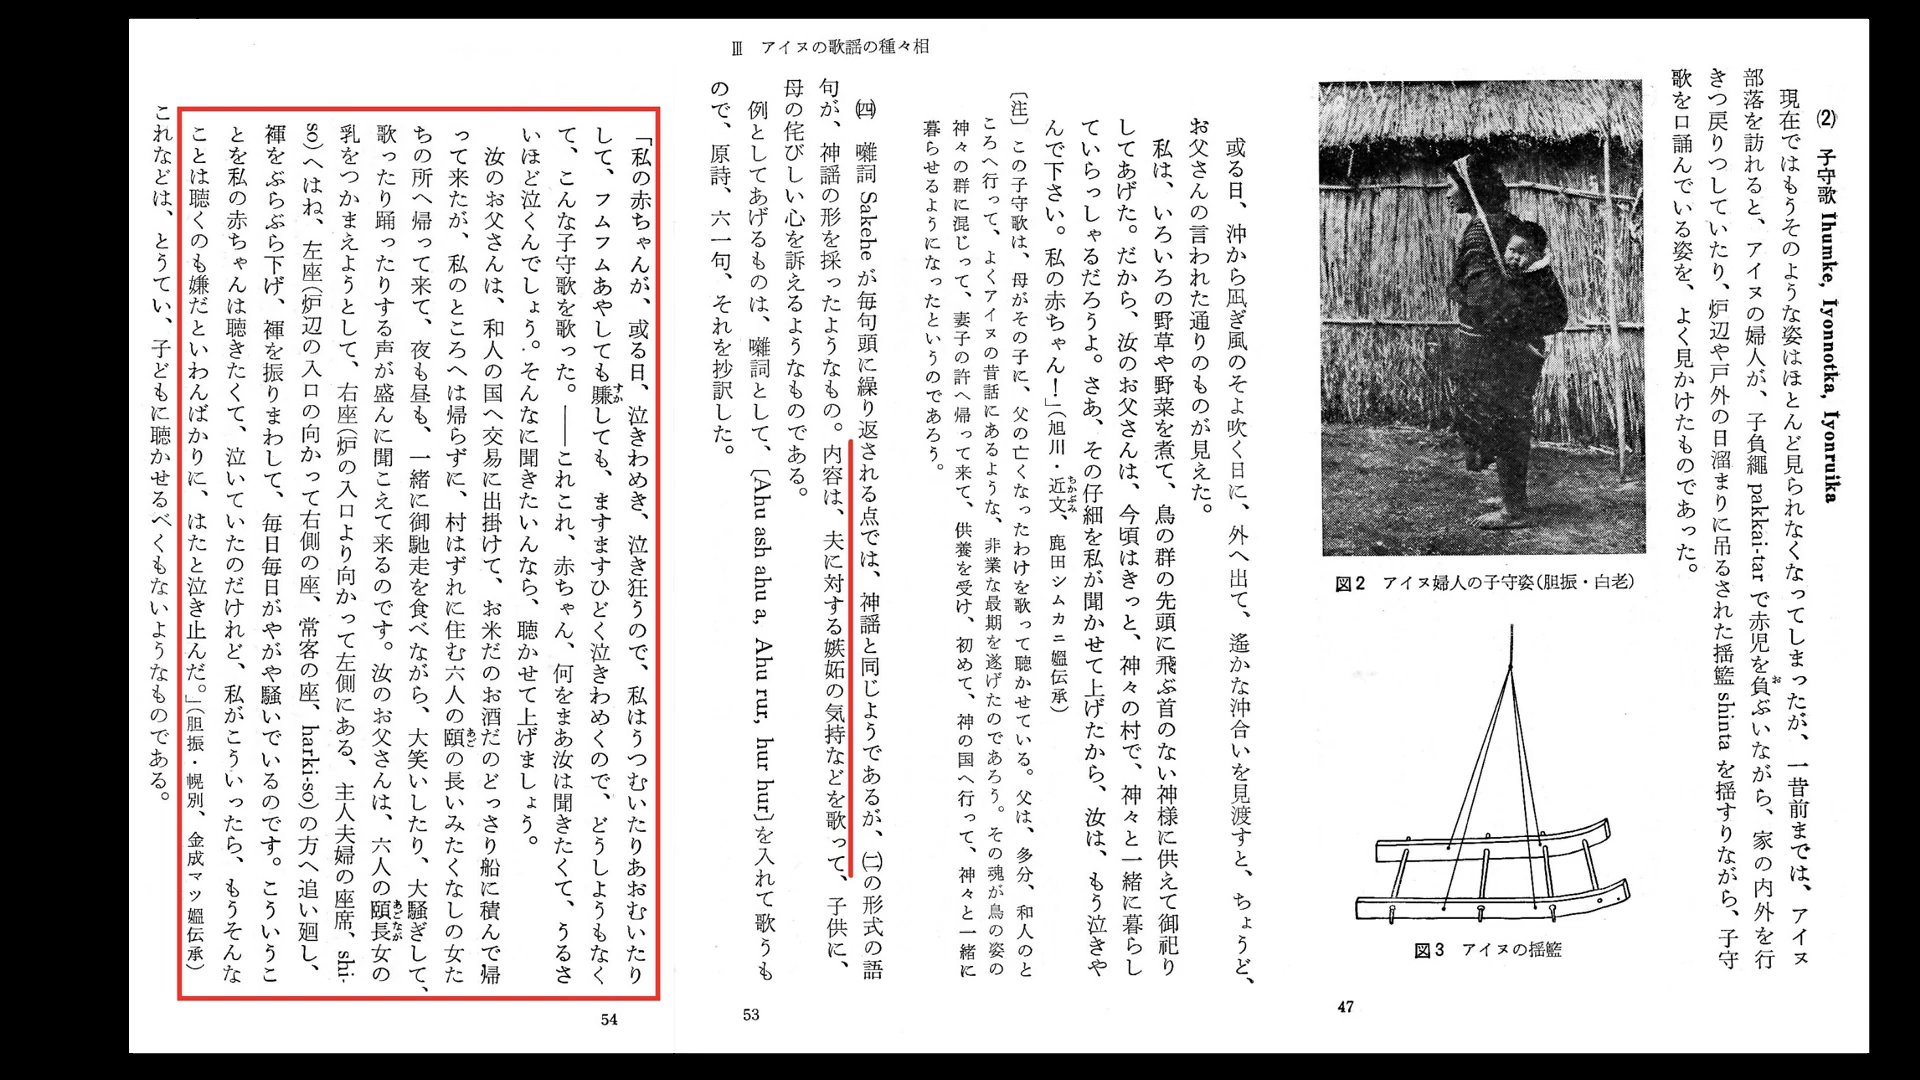 (2) 子守歌 Ihumke, Iyonnotka, Iyonruika
現在ではもうそのような姿はほとんど見られなくなってしまったが、一昔前までは、アイヌ
部落を訪れると、アイヌの婦人が、子負縄 pakkai-tar で赤児を負ぶいながら、家の内外を行
きつ戻りつしていたり、炉辺や戸外の日溜まりに吊るされた揺籃 shinta を揺すりながら、子守
歌を口誦んでいる姿を、よく見かけたものであった。
図2 アイヌ婦人の子守姿(胆振・白老)
図3 アイヌの揺籃
47
Ⅲ アイヌの歌謡の種々相
或る日、沖から凪ぎ風のそよ吹く日に、外へ出て、遙かな沖合いを見渡すと、ちょうど、
お父さんの言われた通りのものが見えた。
私は、いろいろの野草や野菜を煮て、鳥の群の先頭に飛ぶ首のない神様に供えて御祀り
してあげた。だから、汝のお父さんは、今頃はきっと、神々の村で、神々と一緒に暮らし
ていらっしゃるだろうよ。さあ、その仔細を私が聞かせて上げたから、汝は、もう泣きや
んで下さい。私の赤ちゃん!」(旭川・近文、鹿田シムカニ媼伝承)
〔注〕この子守歌は、母がその子に、父の亡くなったわけを歌って聴かせている。父は、多分、和人のと
ころへ行って、よくアイヌの昔話にあるような、非業な最期を遂げたのであろう。その魂が鳥の姿の
神々の群に混じって、妻子の許へ帰って来て、供養を受け、初めて、神の国へ行って、神々と一緒に
暮らせるようになったというのであろう。
㈣ 囃詞 Sakehe が毎句頭に繰り返される点では、神謡と同じようであるが、㈡の形式の語
句が、神謡の形を採ったようなもの。内容は、夫に対する嫉妬の気持などを歌って、子供に、
母の侘びしい心を訴えるようなものである。
例としてあげるものは、囃詞として、〔Ahu ash ahu a, Ahu rur, hur hur〕を入れて歌うも
ので、原詩、六一句、それを抄訳した。
53
「私の赤ちゃんが、或る日、泣きわめき、泣き狂うので、私はうつむいたりあおむいたり
して、フムフムあやしても賺しても、ますますひどく泣きわめくので、どうしようもなく
て、こんな子守歌を歌った。――これこれ、赤ちゃん、何をまあ汝は聞きたくて、うるさ
いほど泣くんでしょう。そんなに聞きたいんなら、聴かせて上げましょう。
汝のお父さんは、和人の国へ交易に出掛けて、お米だのお酒だのどっさり船に積んで帰
って来たが、私のところへは帰らずに、村はずれに住む六人の頤の長いみたくなしの女た
ちの所へ帰って来て、夜も昼も、一緒に御馳走を食べながら、大笑いしたり、大騒ぎして、
歌ったり踊ったりする声が盛んに聞こえて来るのです。汝のお父さんは、六人の頤長女の
乳をつかまえようとして、右座(炉の入口より向かって左側にある、主人夫婦の座席、shi-
so)へはね、左座(炉辺の入口の向かって右側の座、常客の座、harki-so)の方へ追い廻し、
褌をぶらぶら下げ、褌を振りまわして、毎日毎日がやがや騒いでいるのです。こういうこ
とを私の赤ちゃんは聴きたくて、泣いていたのだけれど、私がこういったら、もうそんな
ことは聴くのも嫌だといわんばかりに、はたと泣き止んだ。」(胆振・幌別、金成マツ媼伝承)
これなどは、とうてい、子どもに聴かせるべくもないようなものである。
54